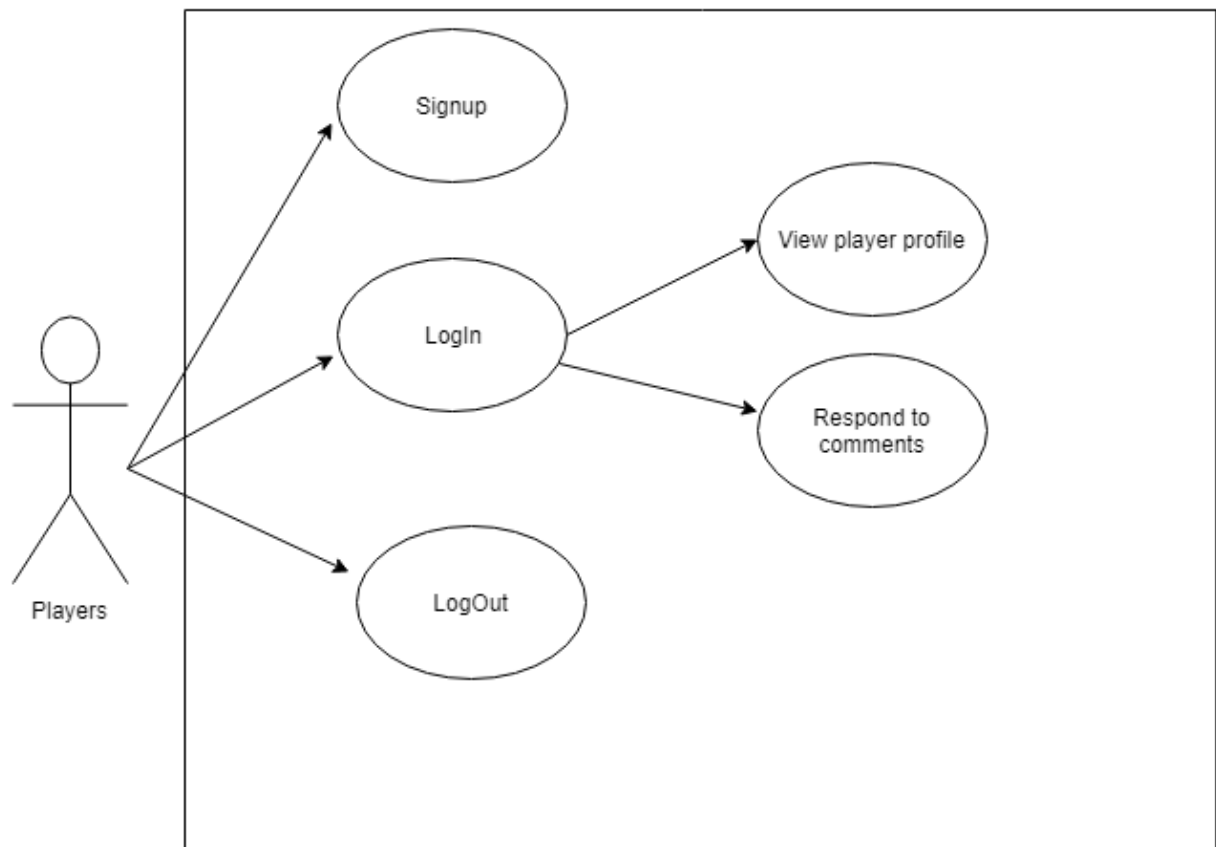 Signup
View player profile
LogIn
Respond to
comments
LogOut
Players